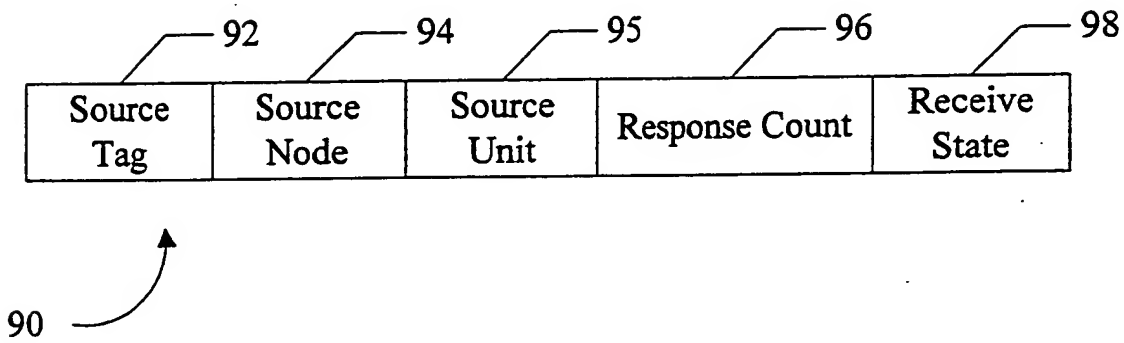 92 94 95 96 98
Source Source Source Response Count Receive
Tag Node Unit State
90